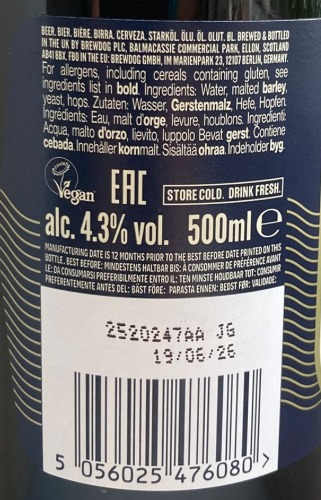 BEER. BIER. BIÈRE. BIRRA. CERVEZA. STARKÖL. ÖLU. ÖL. OLUT. ØL. BREWED & BOTTLED
IN THE UK BY BREWDOG PLC, BALMACASSIE COMMERCIAL PARK, ELLON, SCOTLAND
AB41 8BX. FBO IN THE EU: BREWDOG GMBH, IM MARIENPARK 23, 12107 BERLIN, GERMANY.
For allergens, including cereals containing gluten, see
ingredients list in bold. Ingredients: Water, malted barley,
yeast, hops. Zutaten: Wasser, Gerstenmalz, Hefe, Hopfen.
Ingrédients: Eau, malt d'orge, levure, houblons. Ingredienti:
Acqua, malto d'orzo, lievito, luppolo Bevat gerst. Contiene
cebada. Innehåller kornmalt. Sisältää ohraa. Indeholder byg.
Vegan EAC STORE COLD. DRINK FRESH.
alc. 4.3% vol. 500ml e
MANUFACTURING DATE IS 12 MONTHS PRIOR TO THE BEST BEFORE DATE PRINTED ON THIS
BOTTLE. BEST BEFORE: MINDESTENS HALTBAR BIS: À CONSOMMER DE PRÉFÉRENCE AVANT
LE: DA CONSUMARSI PREFERIBILMENTE ENTRO IL: TEN MINSTE HOUDBAAR TOT: CONSUMIR
PREFERENTEMENTE ANTES DEL: BÄST FÖRE: PARASTA ENNEN: BEDST FØR: VALIDADE:
2520247AA JG
19/06/26
5 056025 476080 >